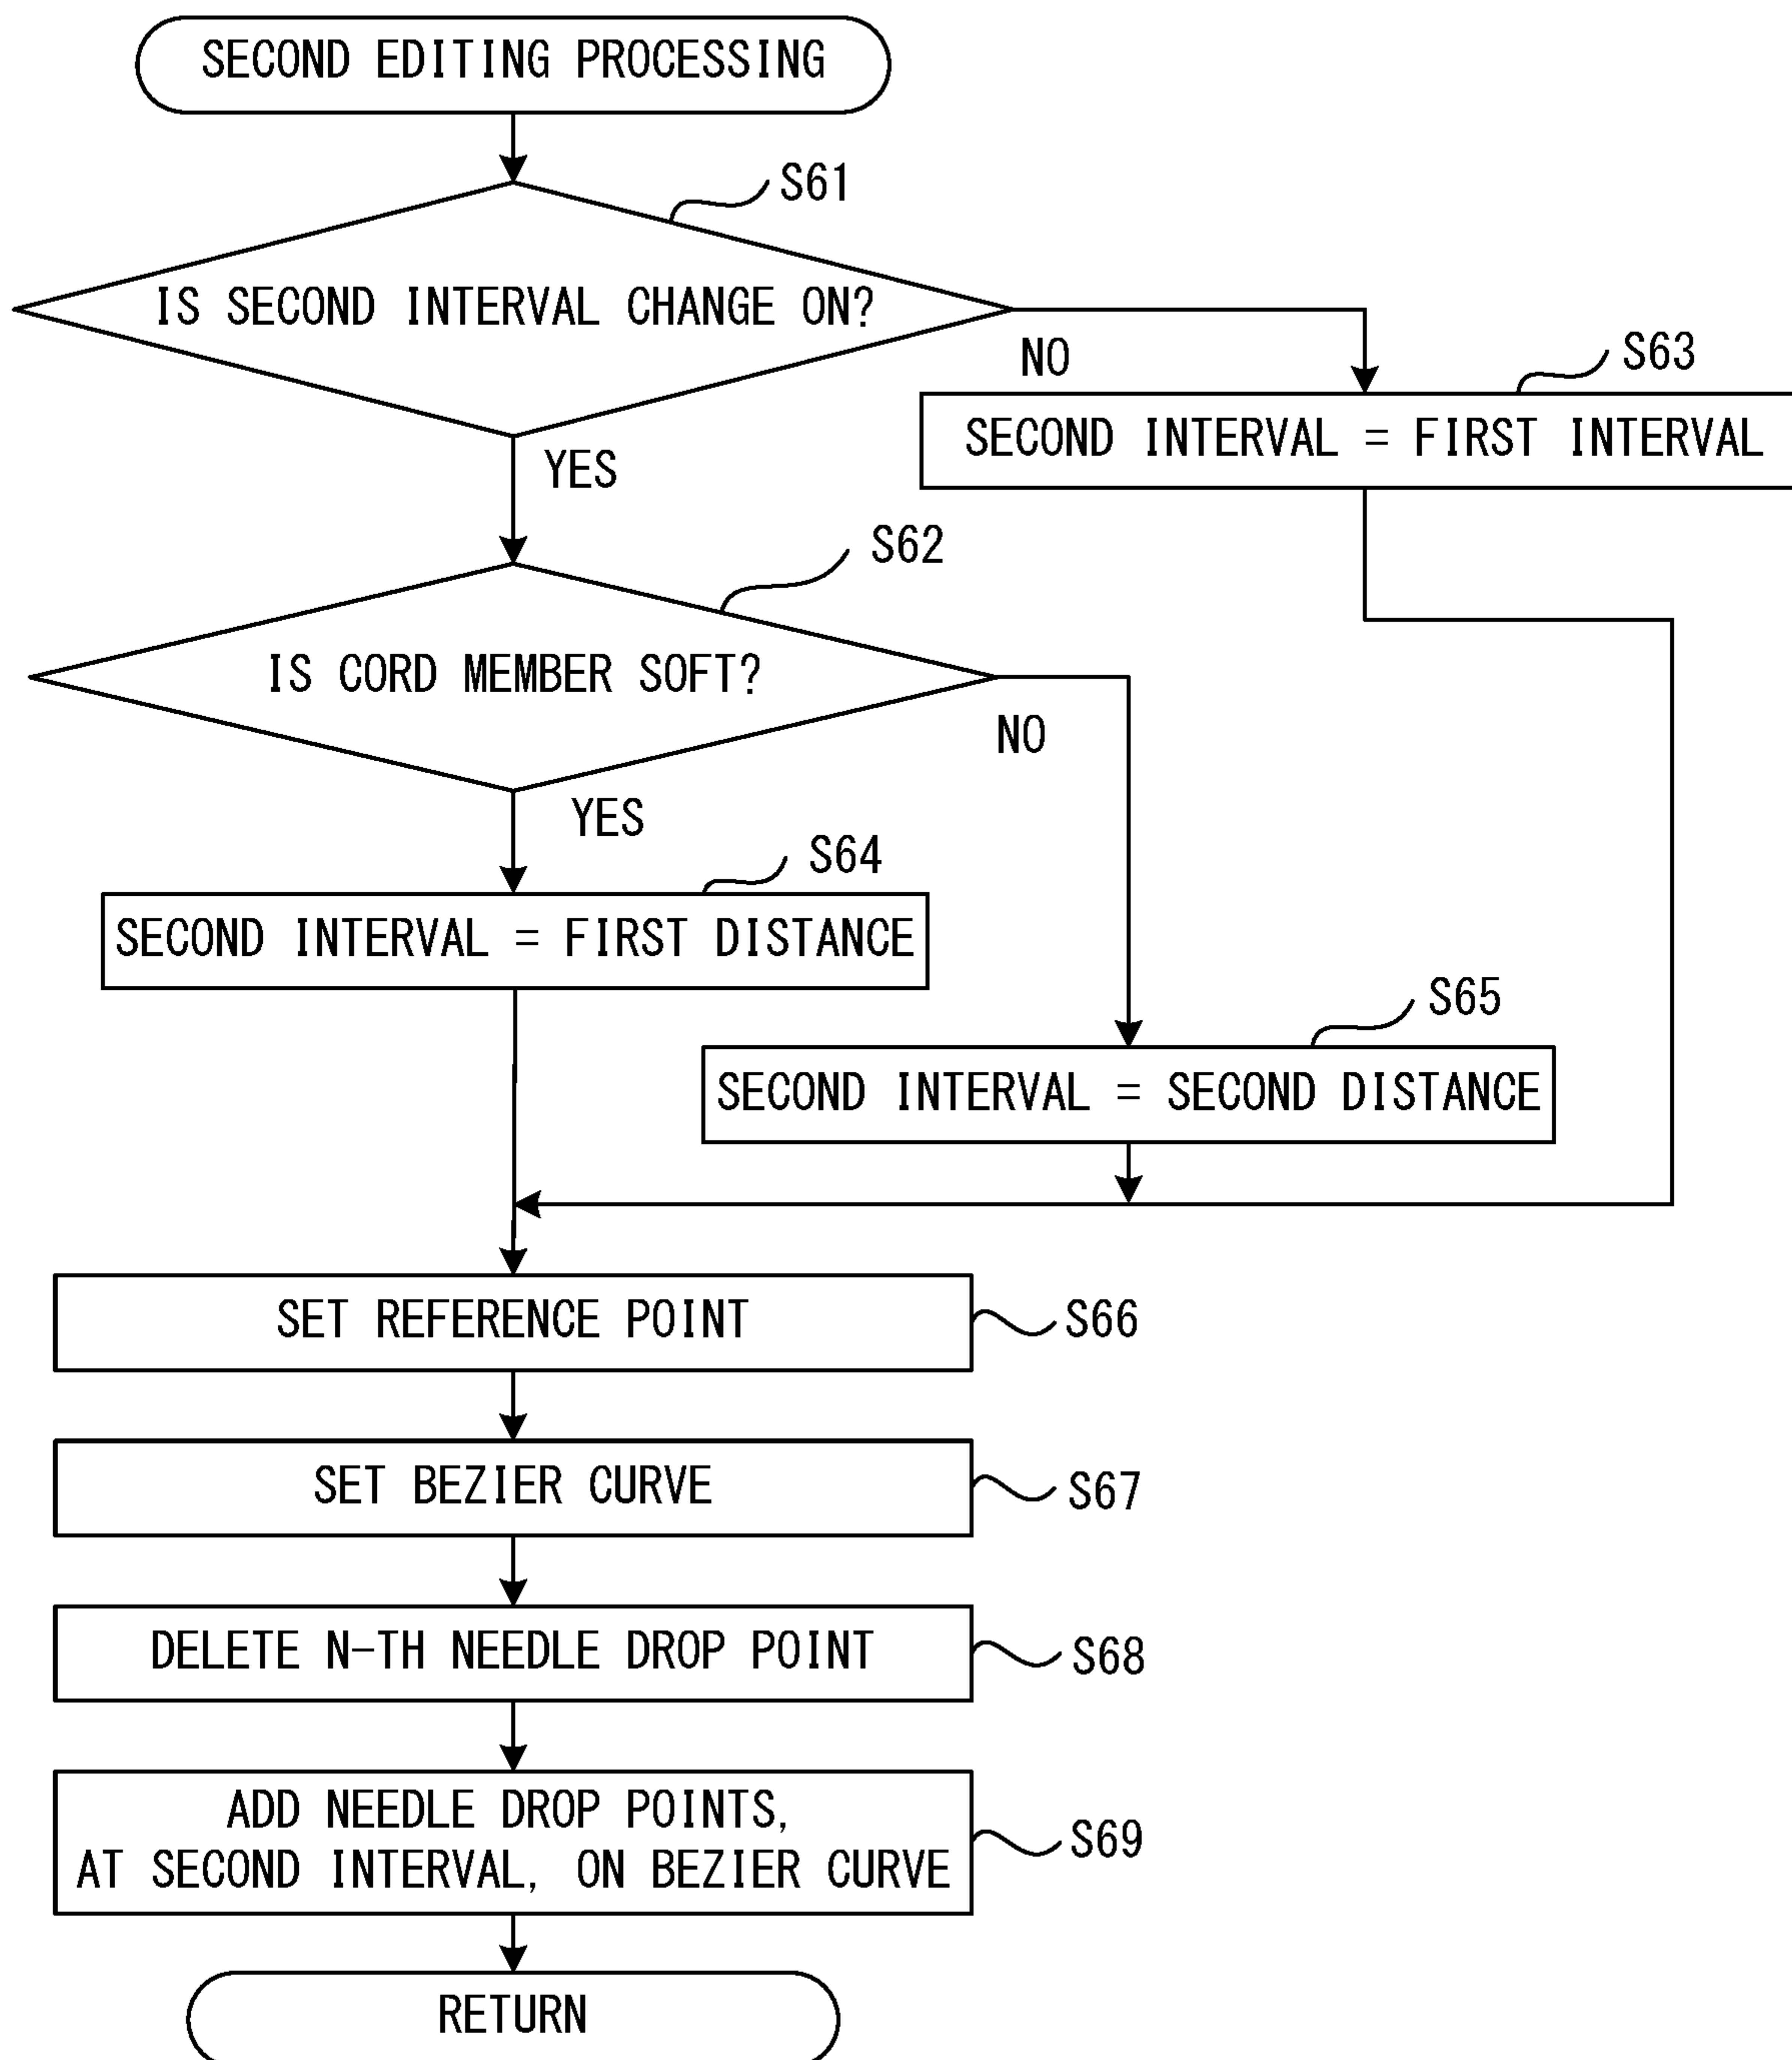 SECOND EDITING PROCESSING
S61
IS SECOND INTERVAL CHANGE ON?
NO
S63
SECOND INTERVAL = FIRST INTERVAL
YES
S62
IS CORD MEMBER SOFT?
NO
YES
S64
SECOND INTERVAL = FIRST DISTANCE
S65
SECOND INTERVAL = SECOND DISTANCE
SET REFERENCE POINT
S66
SET BEZIER CURVE
S67
DELETE N-TH NEEDLE DROP POINT
S68
ADD NEEDLE DROP POINTS,
AT SECOND INTERVAL, ON BEZIER CURVE
S69
RETURN